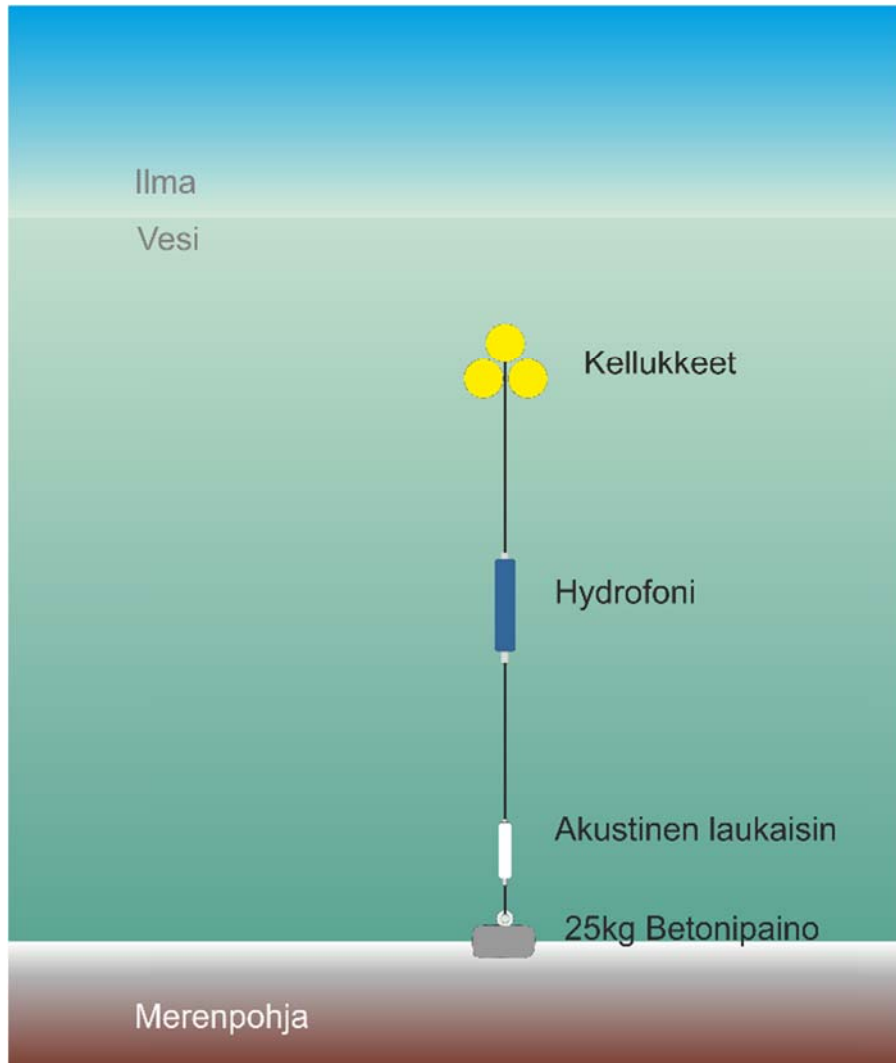 Ilma
Vesi
Kellukkeet
Hydrofoni
Akustinen laukaisin
25kg Betonipaino
Merenpohja